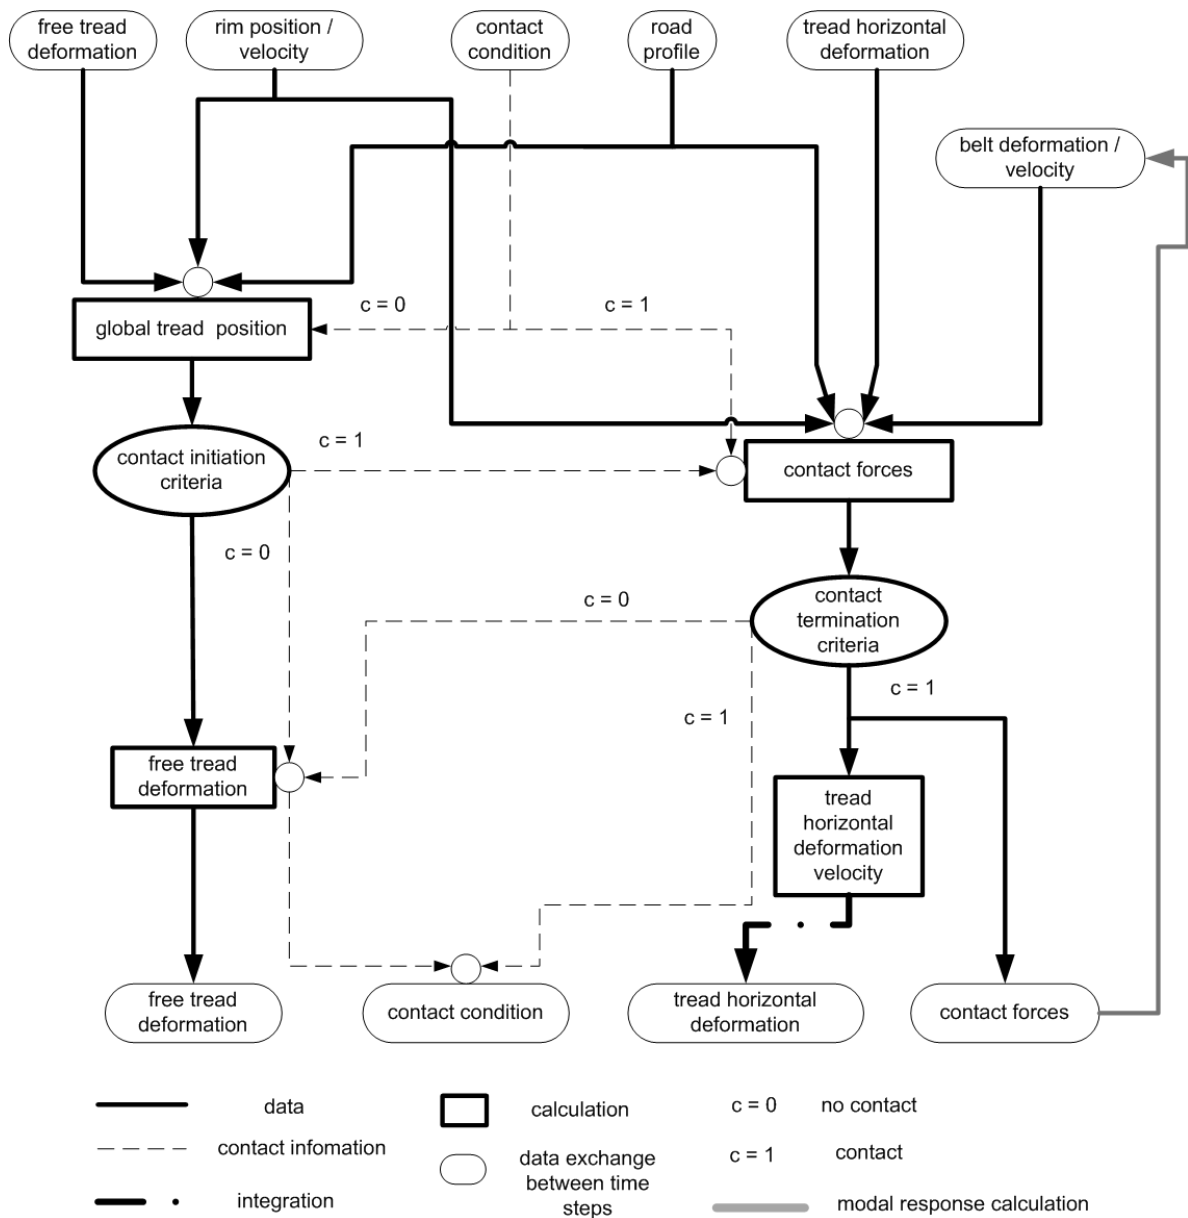 free tread
deformation
rim position /
velocity
contact
condition
road
profile
tread horizontal
deformation
belt deformation /
velocity
c = 0
c = 1
global tread position
contact initiation
criteria
c = 1
contact forces
c = 0
c = 0
contact
termination
criteria
c = 1
c = 1
free tread
deformation
tread
horizontal
deformation
velocity
free tread
deformation
contact condition
tread horizontal
deformation
contact forces
data
calculation
c = 0 no contact
contact infomation
data exchange
between time
steps
c = 1 contact
integration
modal response calculation